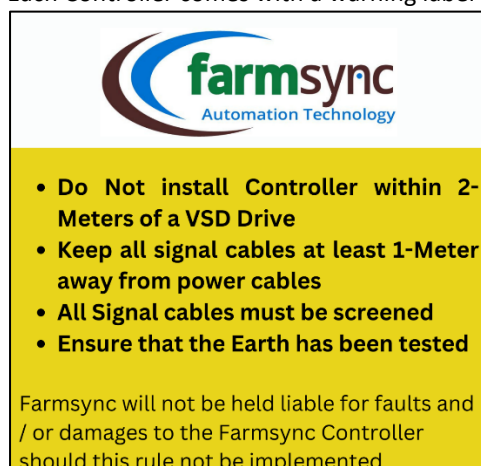 Each Controller comes with a warning label
farmsync
Automation Technology
• Do Not install Controller within 2-
Meters of a VSD Drive
• Keep all signal cables at least 1-Meter
away from power cables
• All Signal cables must be screened
• Ensure that the Earth has been tested
Farmsync will not be held liable for faults and
/ or damages to the Farmsync Controller
should this rule not be implemented